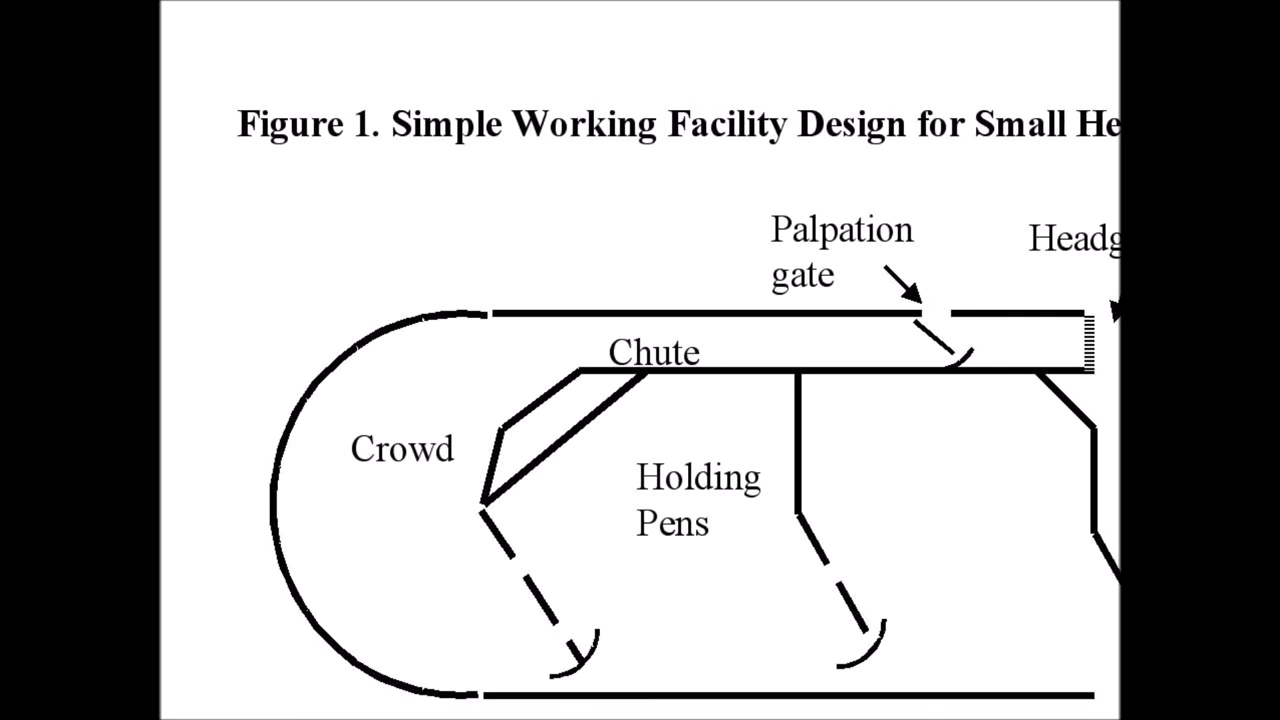 Figure 1. Simple Working Facility Design for Small He
Palpation
gate
Headg
Chute
Crowd
Holding
Pens